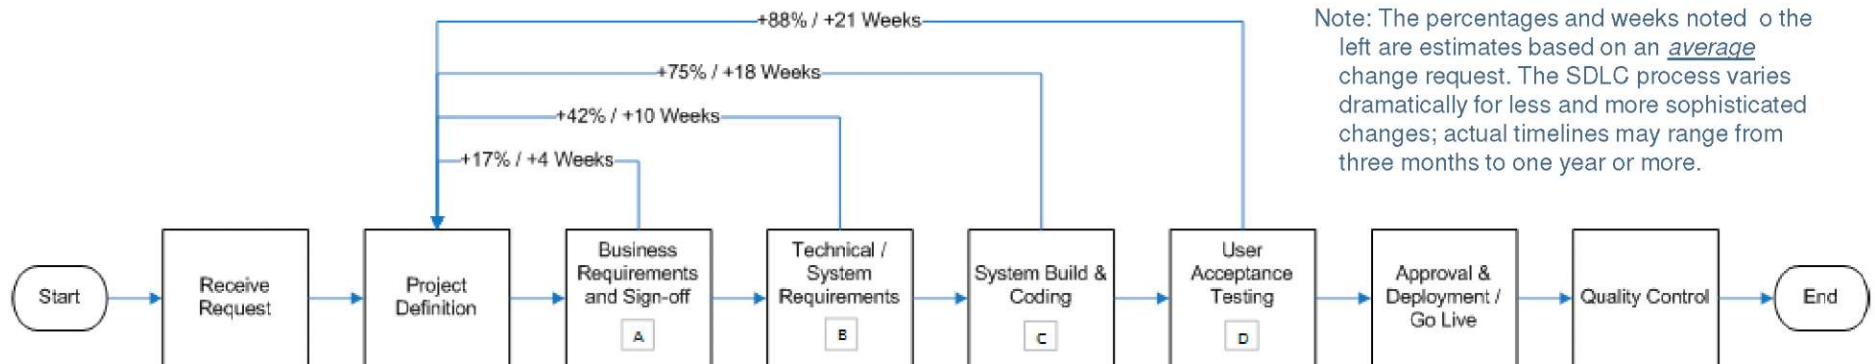 +88% / +21 Weeks
+75% / +18 Weeks
+42% / +10 Weeks
+17% / +4 Weeks
Note: The percentages and weeks noted  o the
left are estimates based on an average
change request. The SDLC process varies
dramatically for less and more sophisticated
changes; actual timelines may range from
three months to one year or more.
Start
Receive
Request
Project
Definition
Business
Requirements
and Sign-off
A
Technical /
System
Requirements
B
System Build &
Coding
C
User
Acceptance
Testing
D
Approval &
Deployment /
Go Live
Quality Control
End